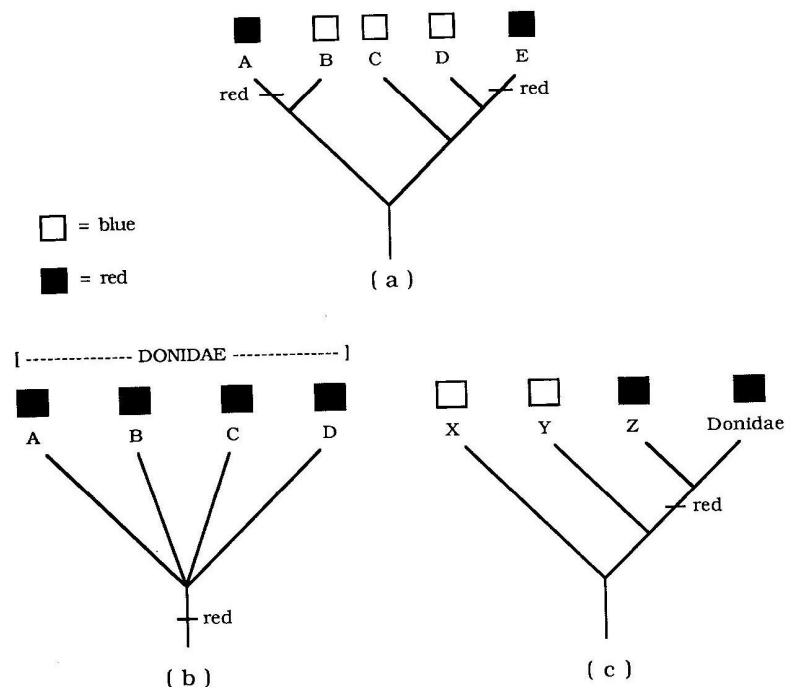 A B C D E
red red
= blue
= red
( a )
[ -------------- DONIDAE -------------- ]
A B C D
red
( b )
X Y Z Donidae
red
( c )